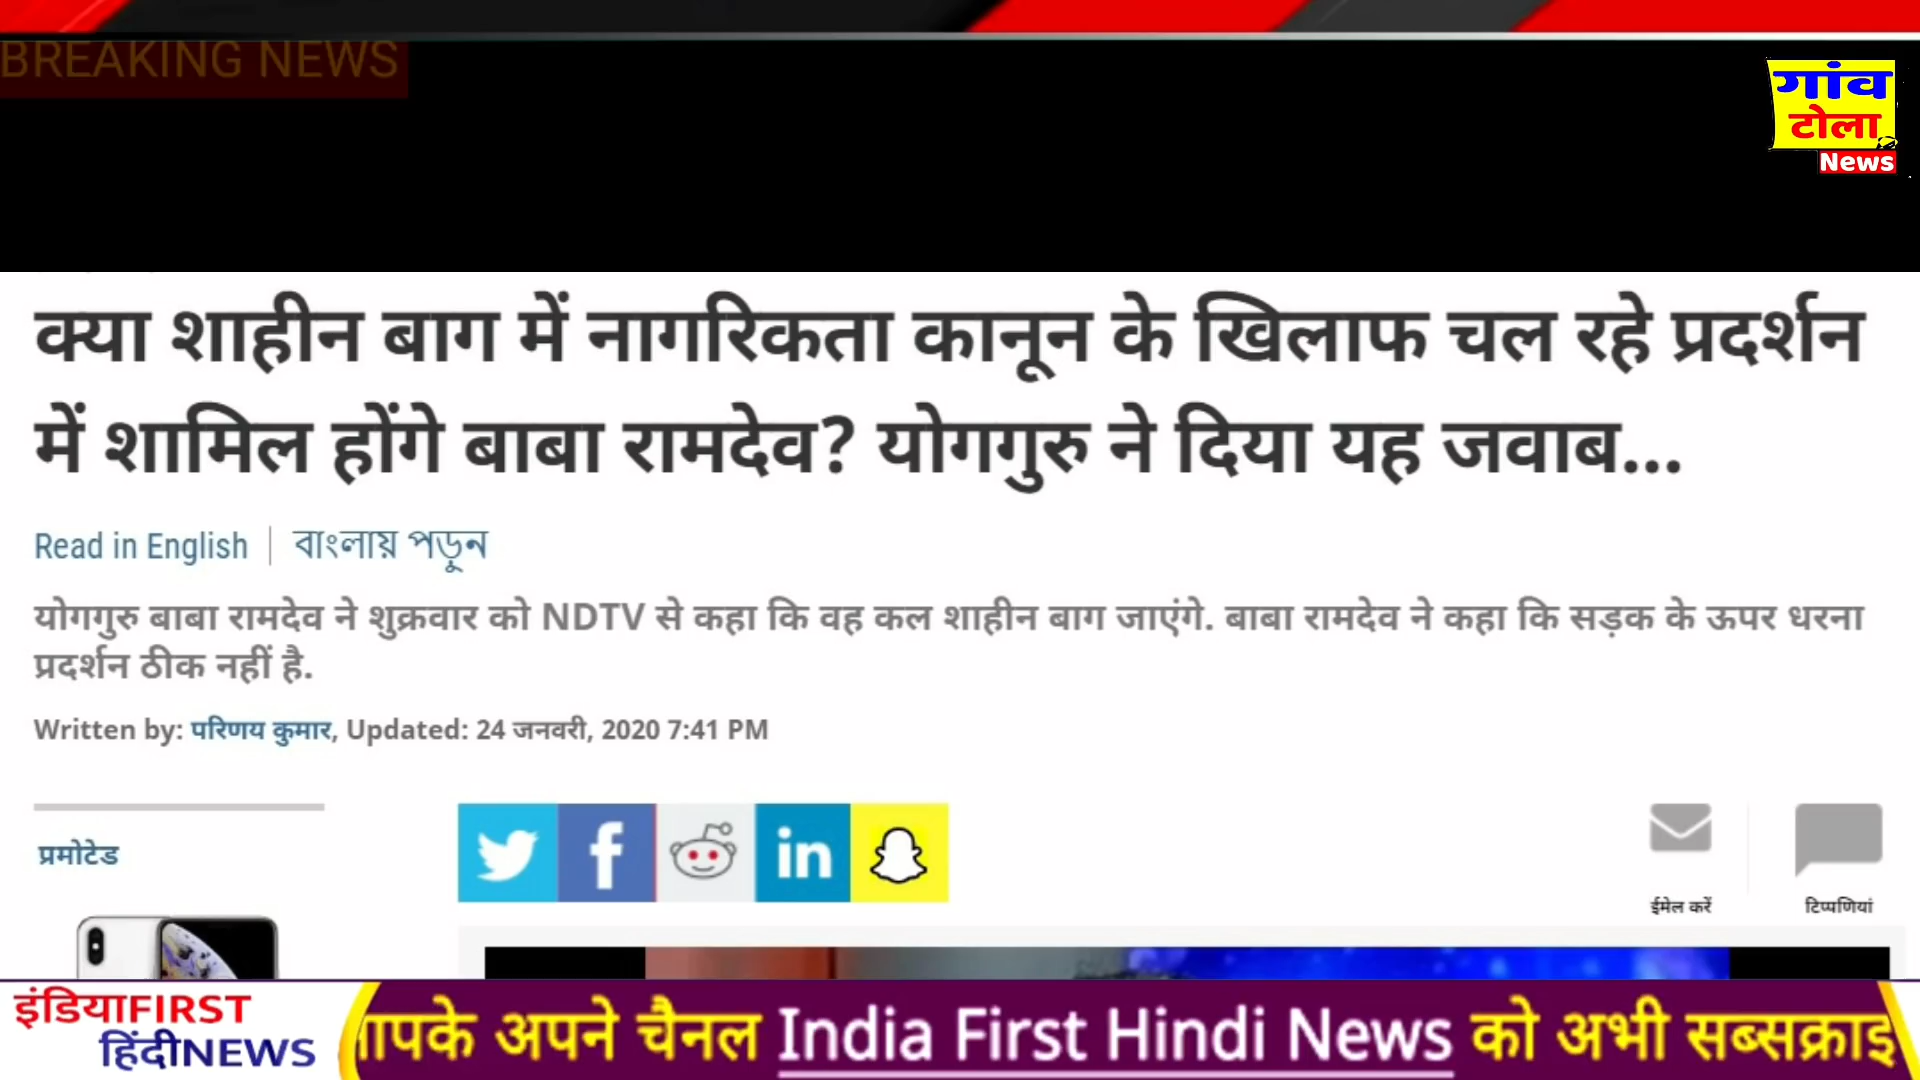 BREAKING NEWS
गांव
टोला
News
क्या शाहीन बाग में नागरिकता कानून के खिलाफ चल रहे प्रदर्शन
में शामिल होंगे बाबा रामदेव? योगगुरु ने दिया यह जवाब...
Read in English | বাংলায় পড়ুন
योगगुरु बाबा रामदेव ने शुक्रवार को NDTV से कहा कि वह कल शाहीन बाग जाएंगे. बाबा रामदेव ने कहा कि सड़क के ऊपर धरना
प्रदर्शन ठीक नहीं है.
Written by: परिणय कुमार, Updated: 24 जनवरी, 2020 7:41 PM
प्रमोटेड
ईमेल करें
टिप्पणियां
इंडियाFIRST
हिंदीNEWS
ापके अपने चैनल India First Hindi News को अभी सब्सक्राइ